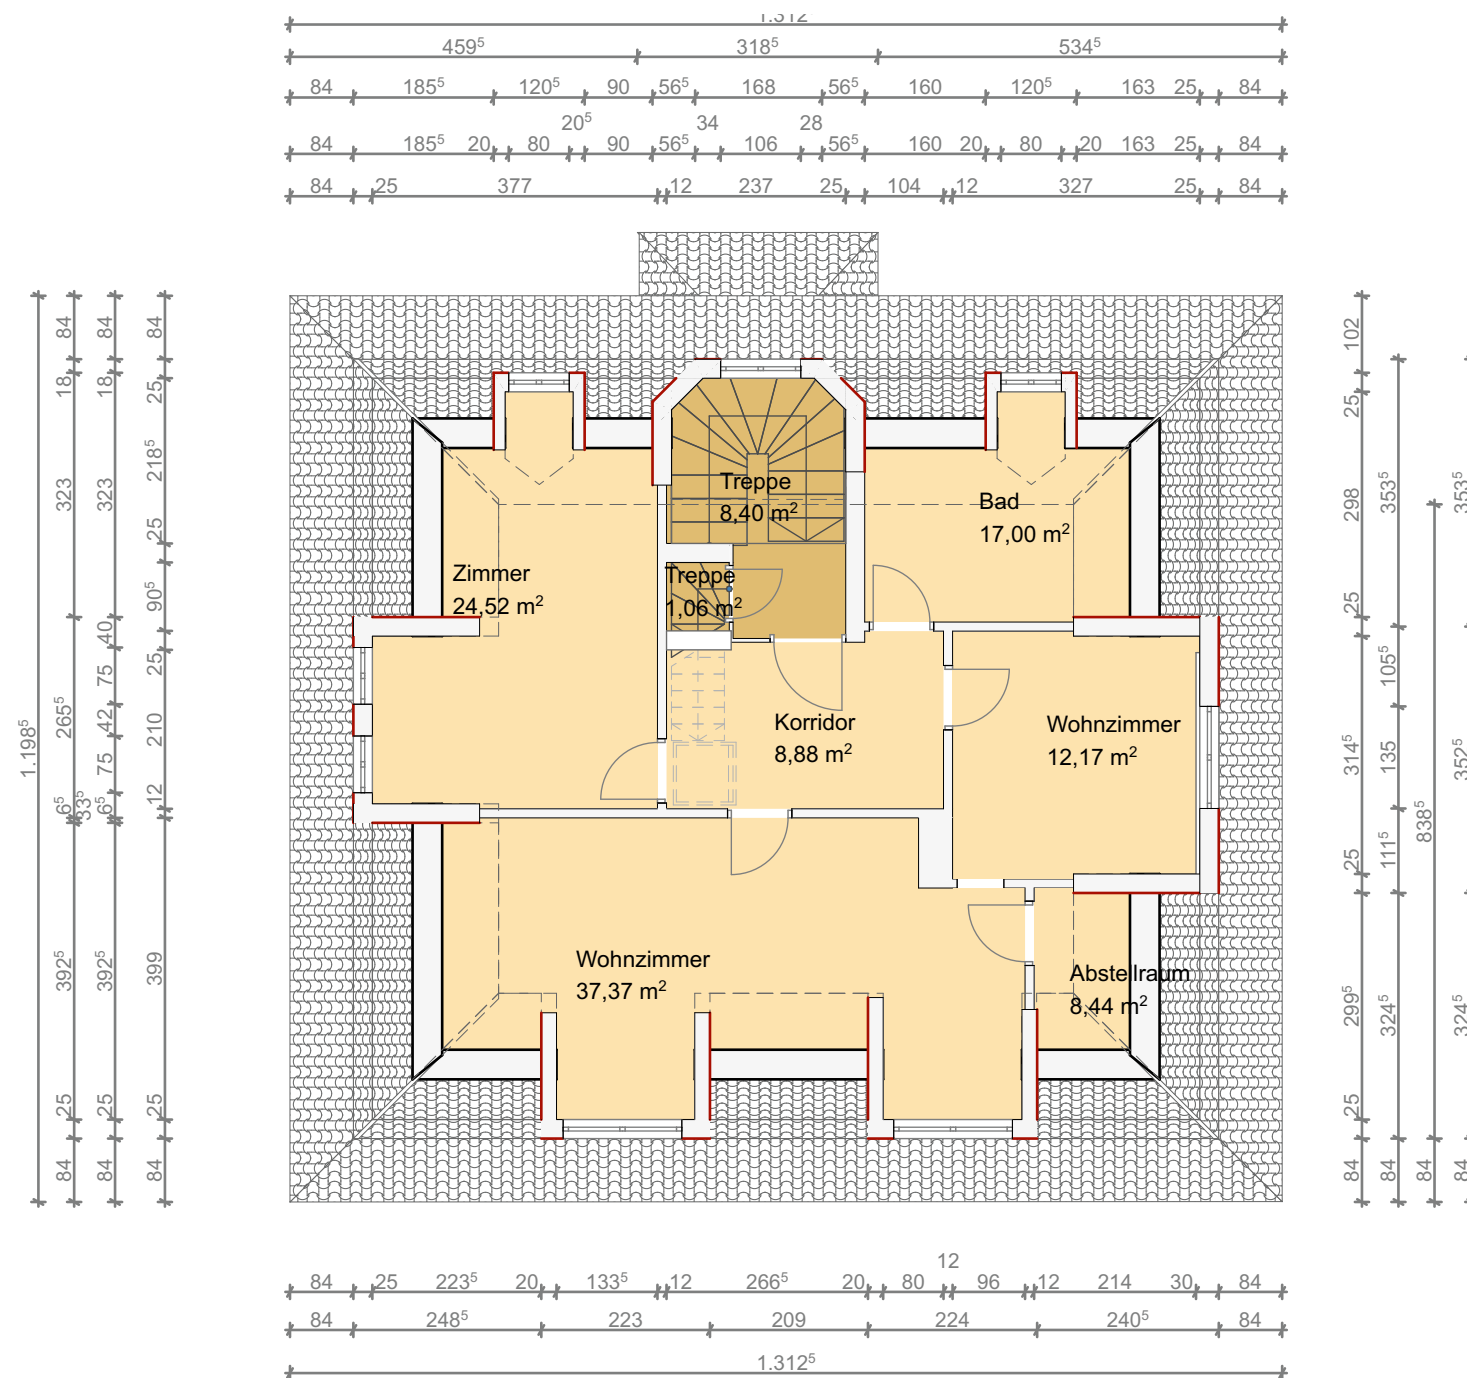 1.312
459⁵ 318⁵ 534⁵
84 185⁵ 120⁵ 90 56⁵ 168 56⁵ 160 120⁵ 163 25 84
20⁵ 34 28
84 185⁵ 20 80 90 56⁵ 106 56⁵ 160 20 80 20 163 25 84
84 25 377 12 237 25 104 12 327 25 84
1.198⁵
84 18 323 265⁵ 6⁵ 392⁵ 25 84
33⁵
84 18 323 40 75 42 75 6⁵ 392⁵ 25 84
84 25 218⁵ 25 90⁵ 25 210 12 399 25 84
Treppe
8,40 m²
Bad
17,00 m²
Zimmer
24,52 m²
Treppe
1,06 m²
Korridor
8,88 m²
Wohnzimmer
12,17 m²
Wohnzimmer
37,37 m²
Abstellraum
8,44 m²
102 25 298 25 314⁵ 25 299⁵ 25 84
353⁵ 105⁵ 135 111⁵ 324⁵ 84
838⁵ 84
353⁵ 352⁵ 324⁵ 84
12
84 25 223⁵ 20 133⁵ 12 266⁵ 20 80 96 12 214 30 84
84 248⁵ 223 209 224 240⁵ 84
1.312⁵